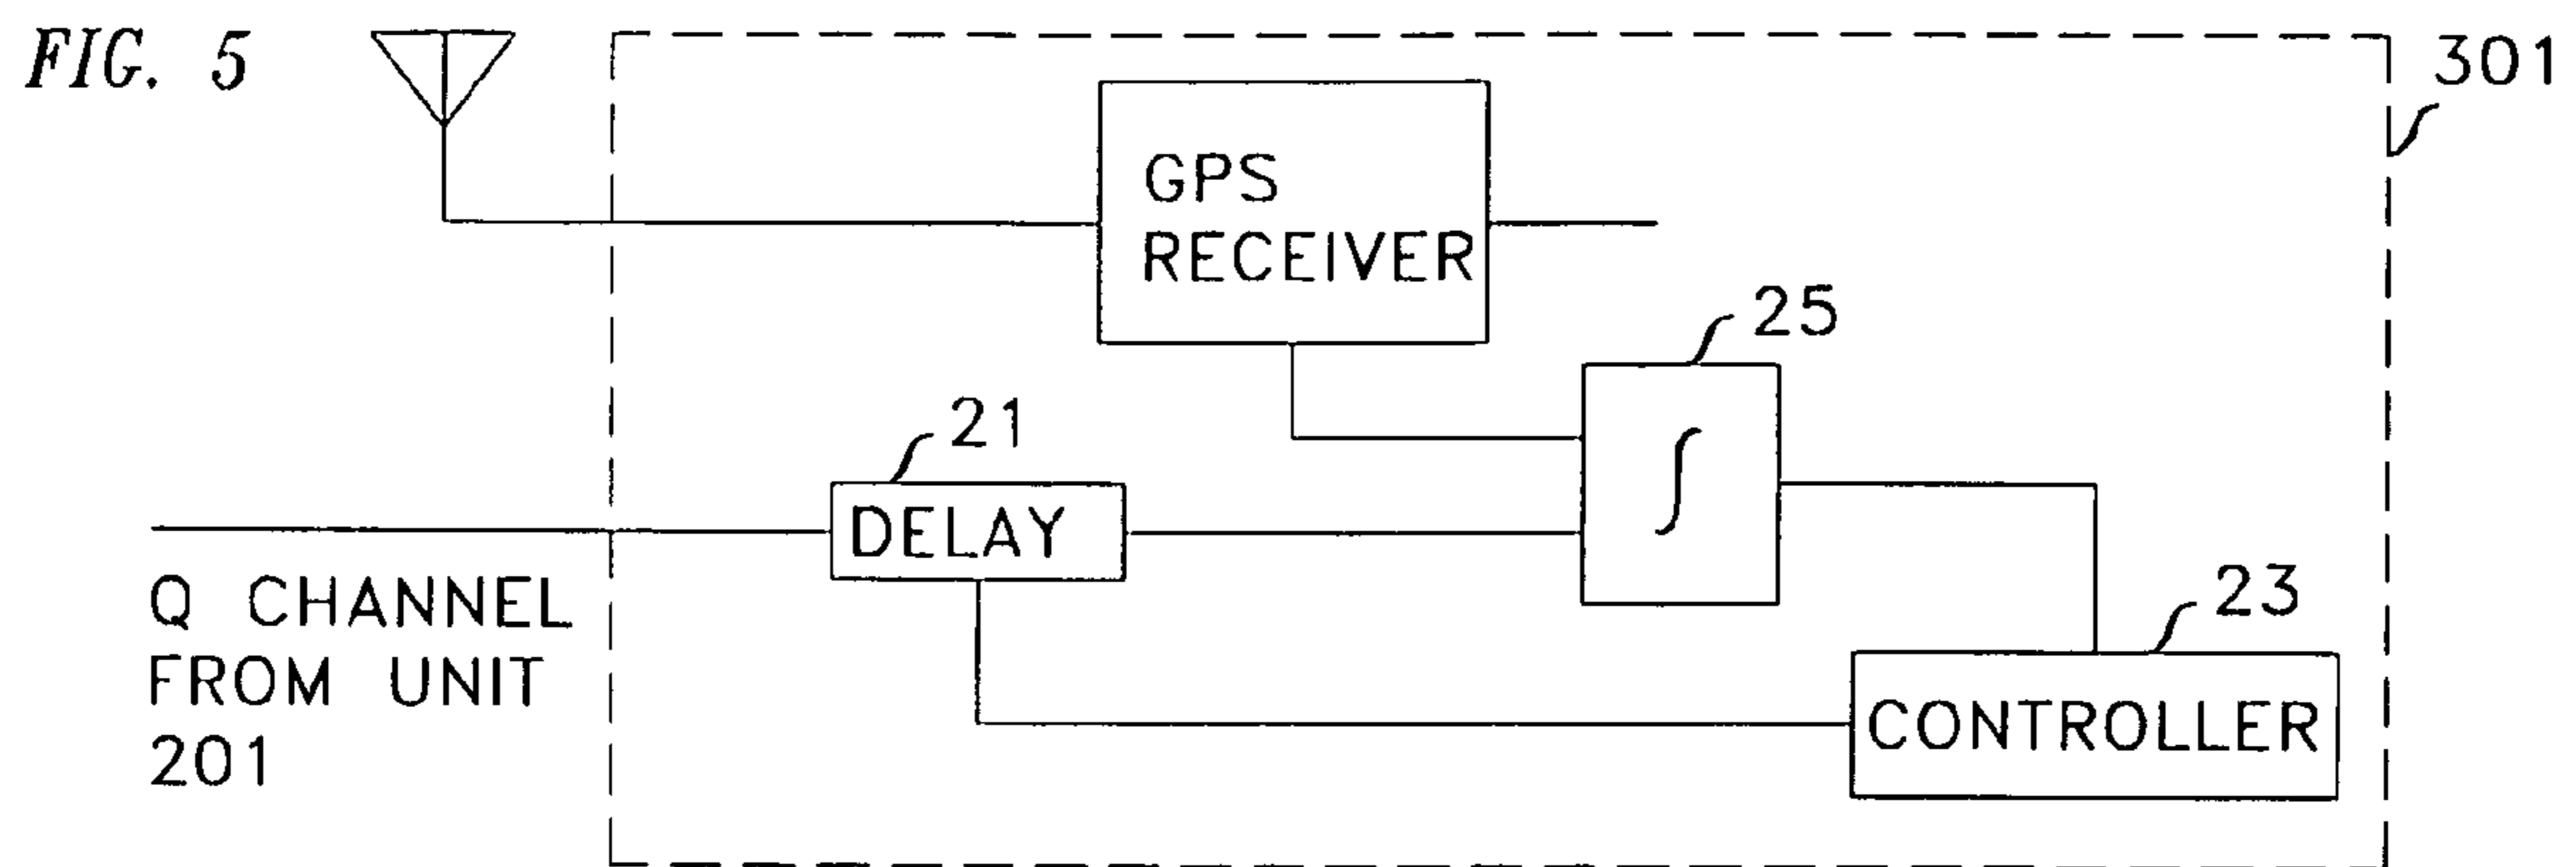 FIG. 5
301
GPS
RECEIVER
25
∫
21
DELAY
Q CHANNEL
FROM UNIT
201
23
CONTROLLER